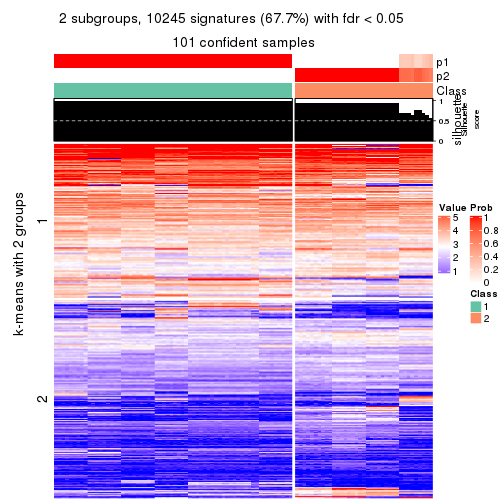 2 subgroups, 10245 signatures (67.7%) with fdr < 0.05
101 confident samples
p1
p2
Class
silhouette
Silhouette
score
1
0.5
0
k-means with 2 groups
1
2
Value
5
4
3
2
1
Prob
1
0.8
0.6
0.4
0.2
0
Class
1
2